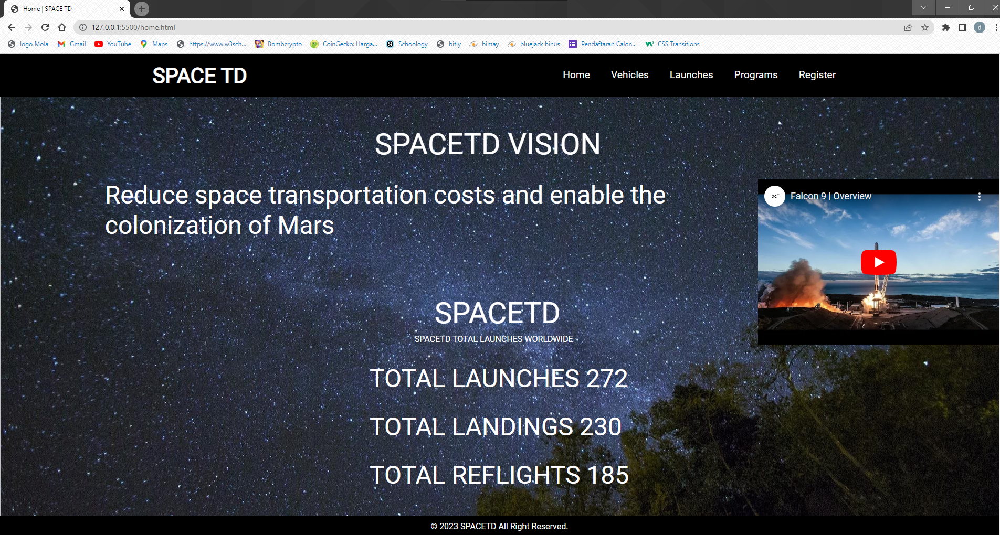 Home | SPACE TD
127.0.0.1:5500/home.html
d
logo Mola Gmail YouTube Maps https://www.w3sch... Bombcrypto CoinGecko: Harga... Schoology bitly bimay bluejack binus Pendaftaran Calon... CSS Transitions
SPACE TD Home Vehicles Launches Programs Register
SPACETD VISION
Reduce space transportation costs and enable the
colonization of Mars
Falcon 9 | Overview
SPACETD
SPACETD TOTAL LAUNCHES WORLDWIDE
TOTAL LAUNCHES 272
TOTAL LANDINGS 230
TOTAL REFLIGHTS 185
© 2023 SPACETD All Right Reserved.